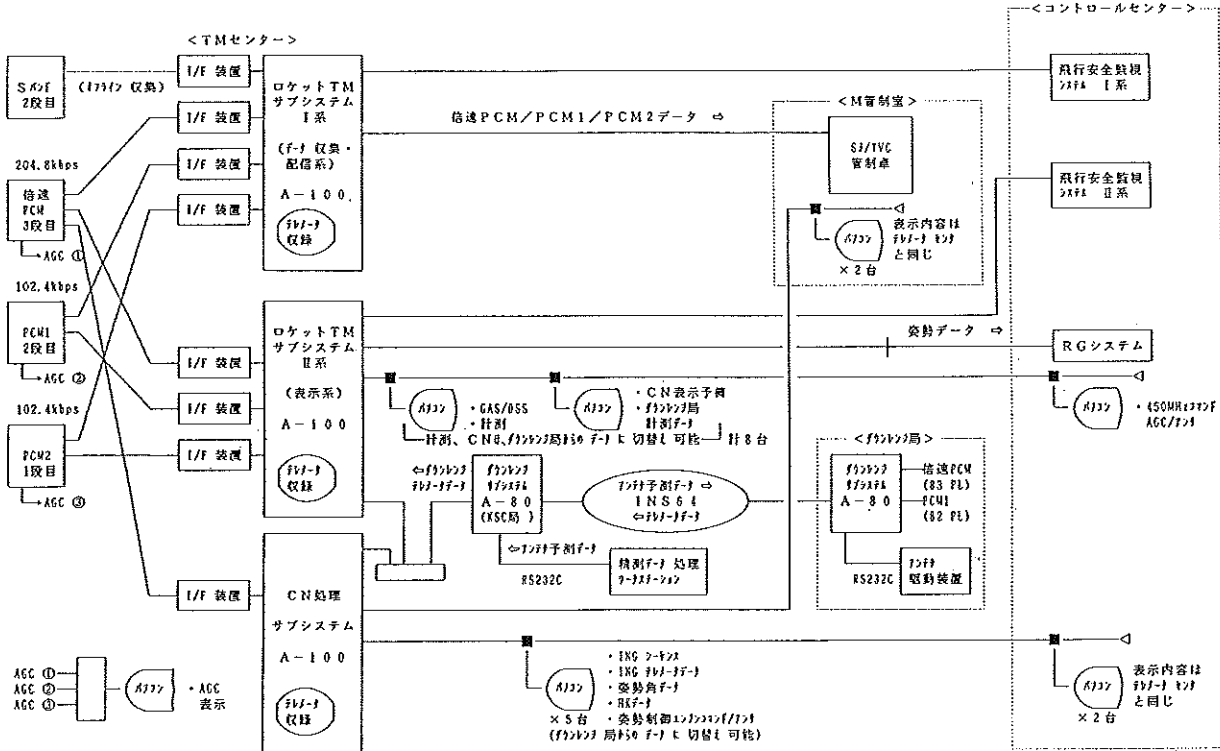 ＜コントロールセンター＞
＜TMセンター＞
Sバンド
2段目
(オフライン 収集)
I/F 装置
I/F 装置
I/F 装置
I/F 装置
ロケットTM
サブシステム
Ⅰ系
(データ 収集・
配信系)
A-100
テレメータ
収録
飛行安全監視
システム Ⅰ系
＜M管制室＞
倍速PCM／PCM1／PCM2データ ⇨
SJ/TVC
管制卓
飛行安全監視
システム Ⅱ系
204.8kbps
倍速
PCM
3段目
AGC ①
パソコン
×2台
表示内容は
テレメータ センタ
と同じ
102.4kbps
PCM1
2段目
AGC ②
102.4kbps
PCM2
1段目
AGC ③
I/F 装置
I/F 装置
I/F 装置
ロケットTM
サブシステム
Ⅱ系
(表示系)
A-100
テレメータ
収録
姿勢データ ⇨
RGシステム
パソコン
・GAS/DSS
・計測
パソコン
・CN表示予備
・ダウンレンジ局
計測データ
計測、CN系、ダウンレンジ局からの データ に 切替え 可能
計8台
パソコン
・450MHzコマンド
AGC/アンサ
⇦ダウンレンジ
テレメータデータ
ダウンレンジ
サブシステム
A-80
(KSC局 )
アンテナ予測データ ⇨
INS64
⇦テレメータデータ
＜ダウンレンジ局＞
ダウンレンジ
サブシステム
A-80
倍速PCM
(B3 PL)
PCM1
(B2 PL)
⇦アンテナ予測データ
RS232C
精測データ 処理
ワークステーション
RS232C
アンテナ
駆動装置
I/F 装置
CN処理
サブシステム
A-100
テレメータ
収録
AGC ①
AGC ②
AGC ③
パソコン
・AGC
表示
パソコン
×5台
・ING シーケンス
・ING テレメータデータ
・姿勢角データ
・HKデータ
・姿勢制御エンジンコマンド/アンサ
(ダウンレンジ 局からの データ に 切替え 可能)
パソコン
×2台
表示内容は
テレメータ センタ
と同じ